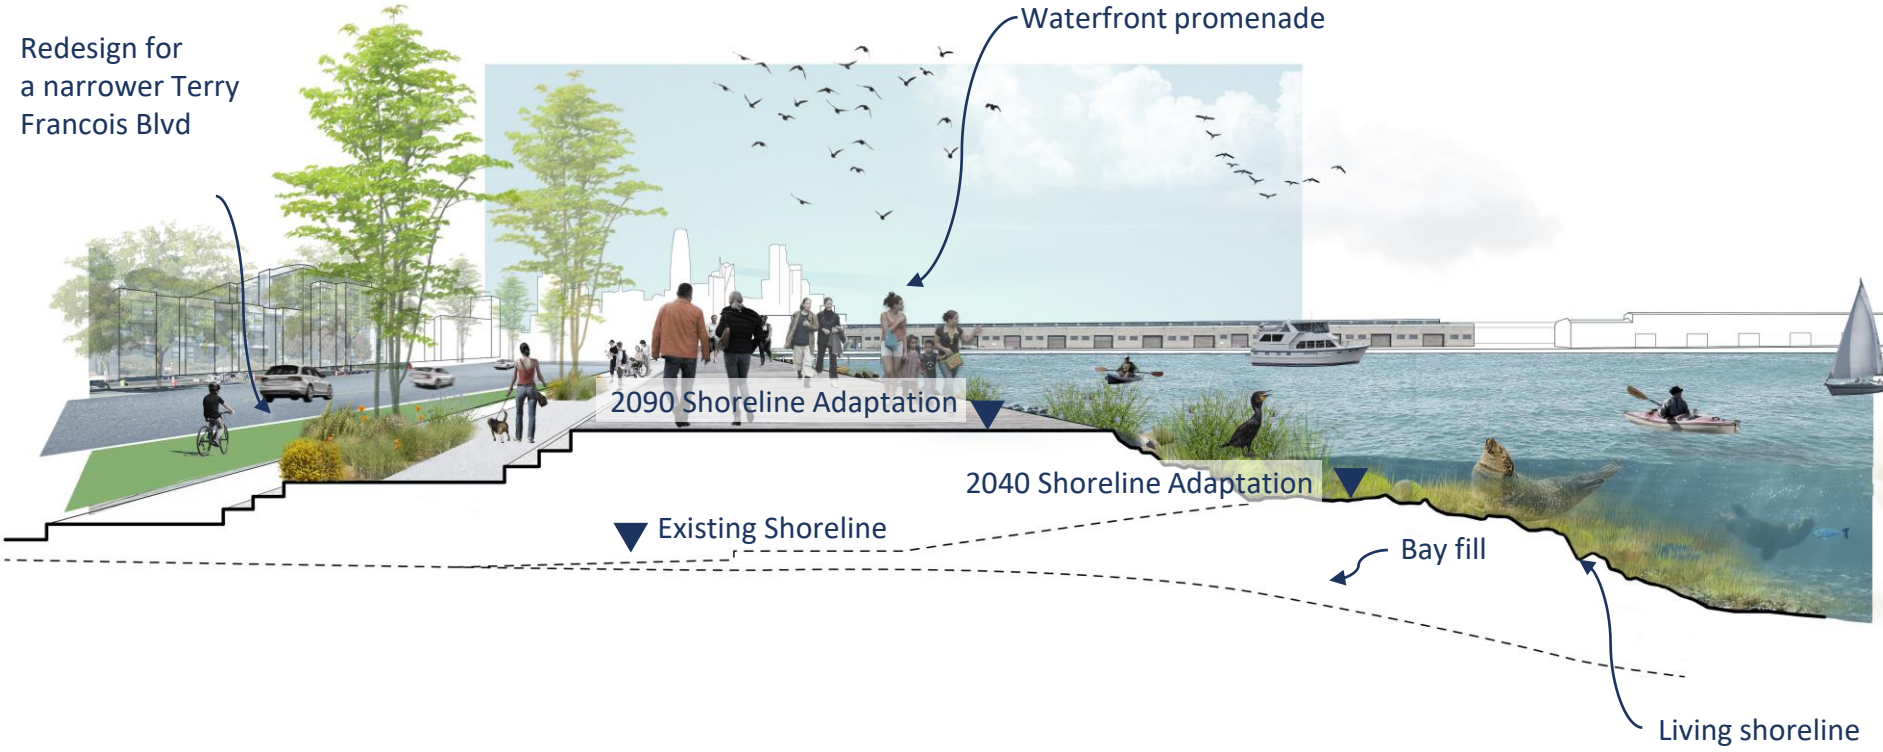 Redesign for
a narrower Terry
Francois Blvd
Waterfront promenade
2090 Shoreline Adaptation
2040 Shoreline Adaptation
Existing Shoreline
Bay fill
Living shoreline